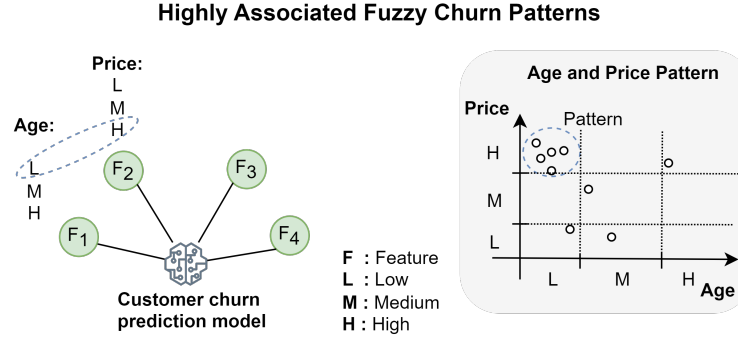 Highly Associated Fuzzy Churn Patterns
Price:
L
M
H
Age:
L
M
H
F1
F2
F3
F4
Customer churn
prediction model
F : Feature
L : Low
M : Medium
H : High
Age and Price Pattern
Price
Pattern
H
M
L
L M H
Age